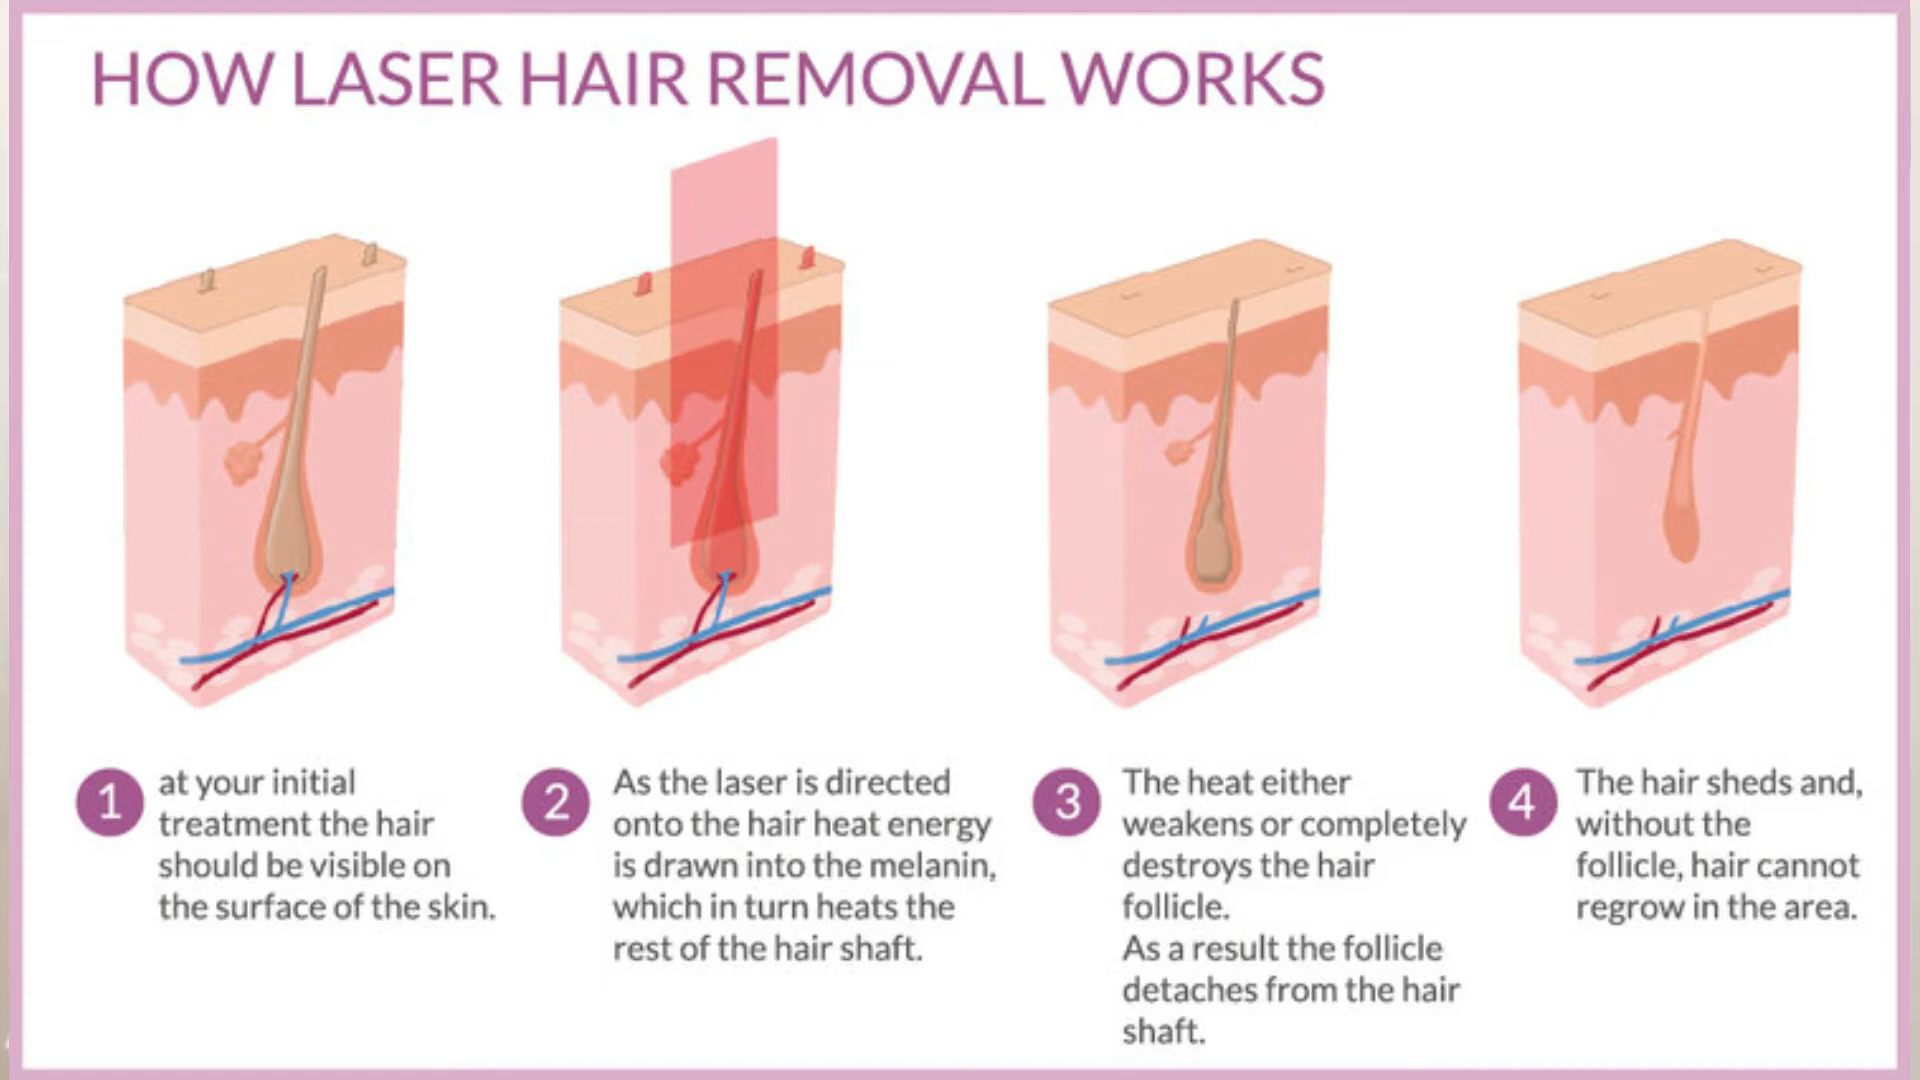 HOW LASER HAIR REMOVAL WORKS
1
at your initial
treatment the hair
should be visible on
the surface of the skin.
2
As the laser is directed
onto the hair heat energy
is drawn into the melanin,
which in turn heats the
rest of the hair shaft.
3
The heat either
weakens or completely
destroys the hair
follicle.
As a result the follicle
detaches from the hair
shaft.
4
The hair sheds and,
without the
follicle, hair cannot
regrow in the area.